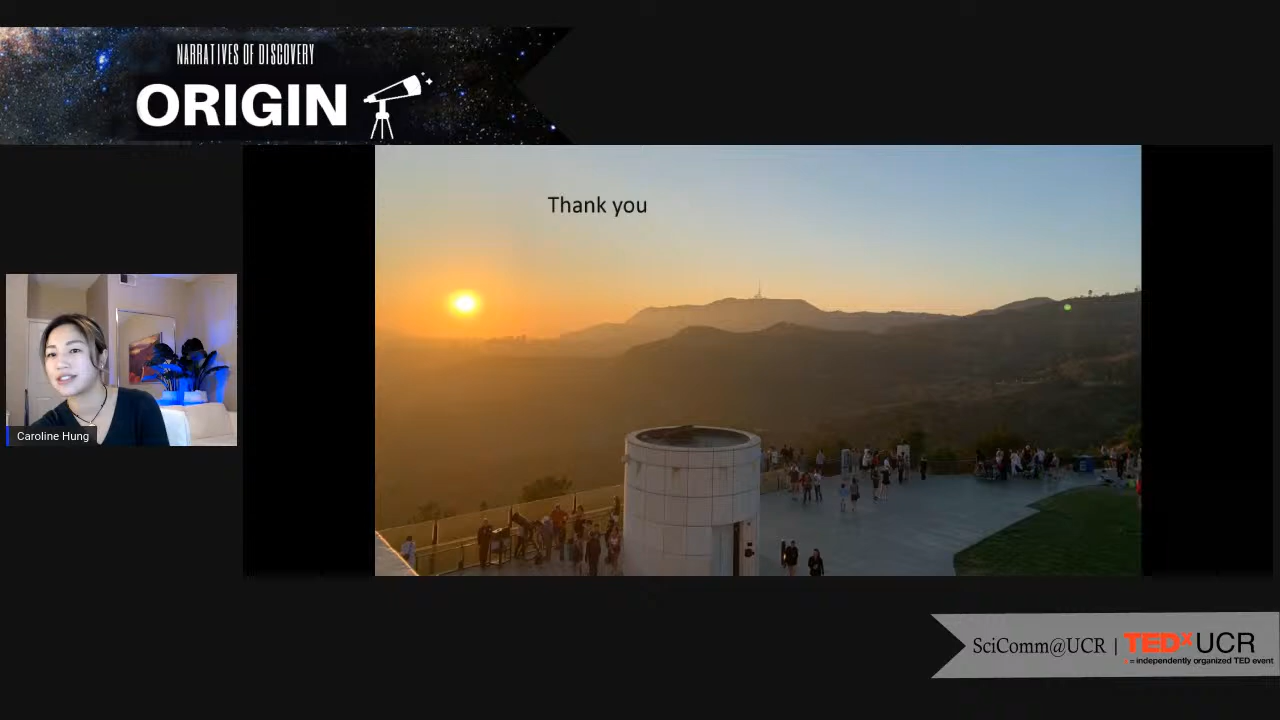 NARRATIVES OF DISCOVERY
ORIGIN
Thank you
Caroline Hung
SciComm@UCR | TEDxUCR
x = independently organized TED event